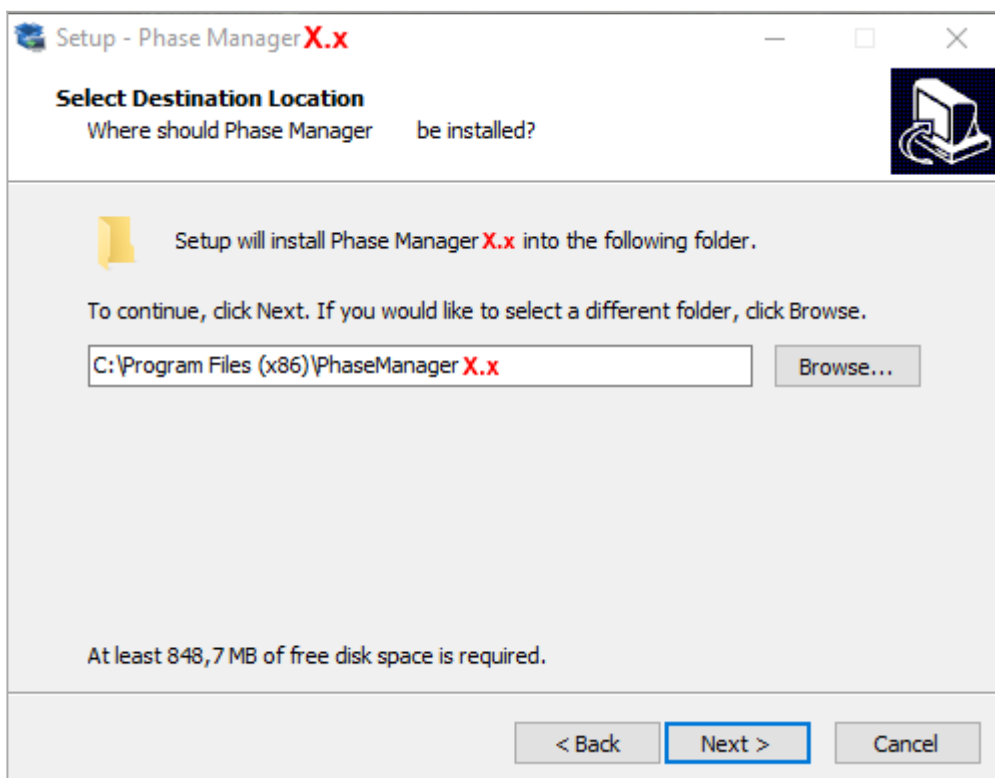 Setup - Phase Manager X.x
Select Destination Location
Where should Phase Manager be installed?
Setup will install Phase Manager X.x into the following folder.
To continue, click Next. If you would like to select a different folder, click Browse.
C:\Program Files (x86)\PhaseManager X.x
Browse...
At least 848,7 MB of free disk space is required.
< Back
Next >
Cancel